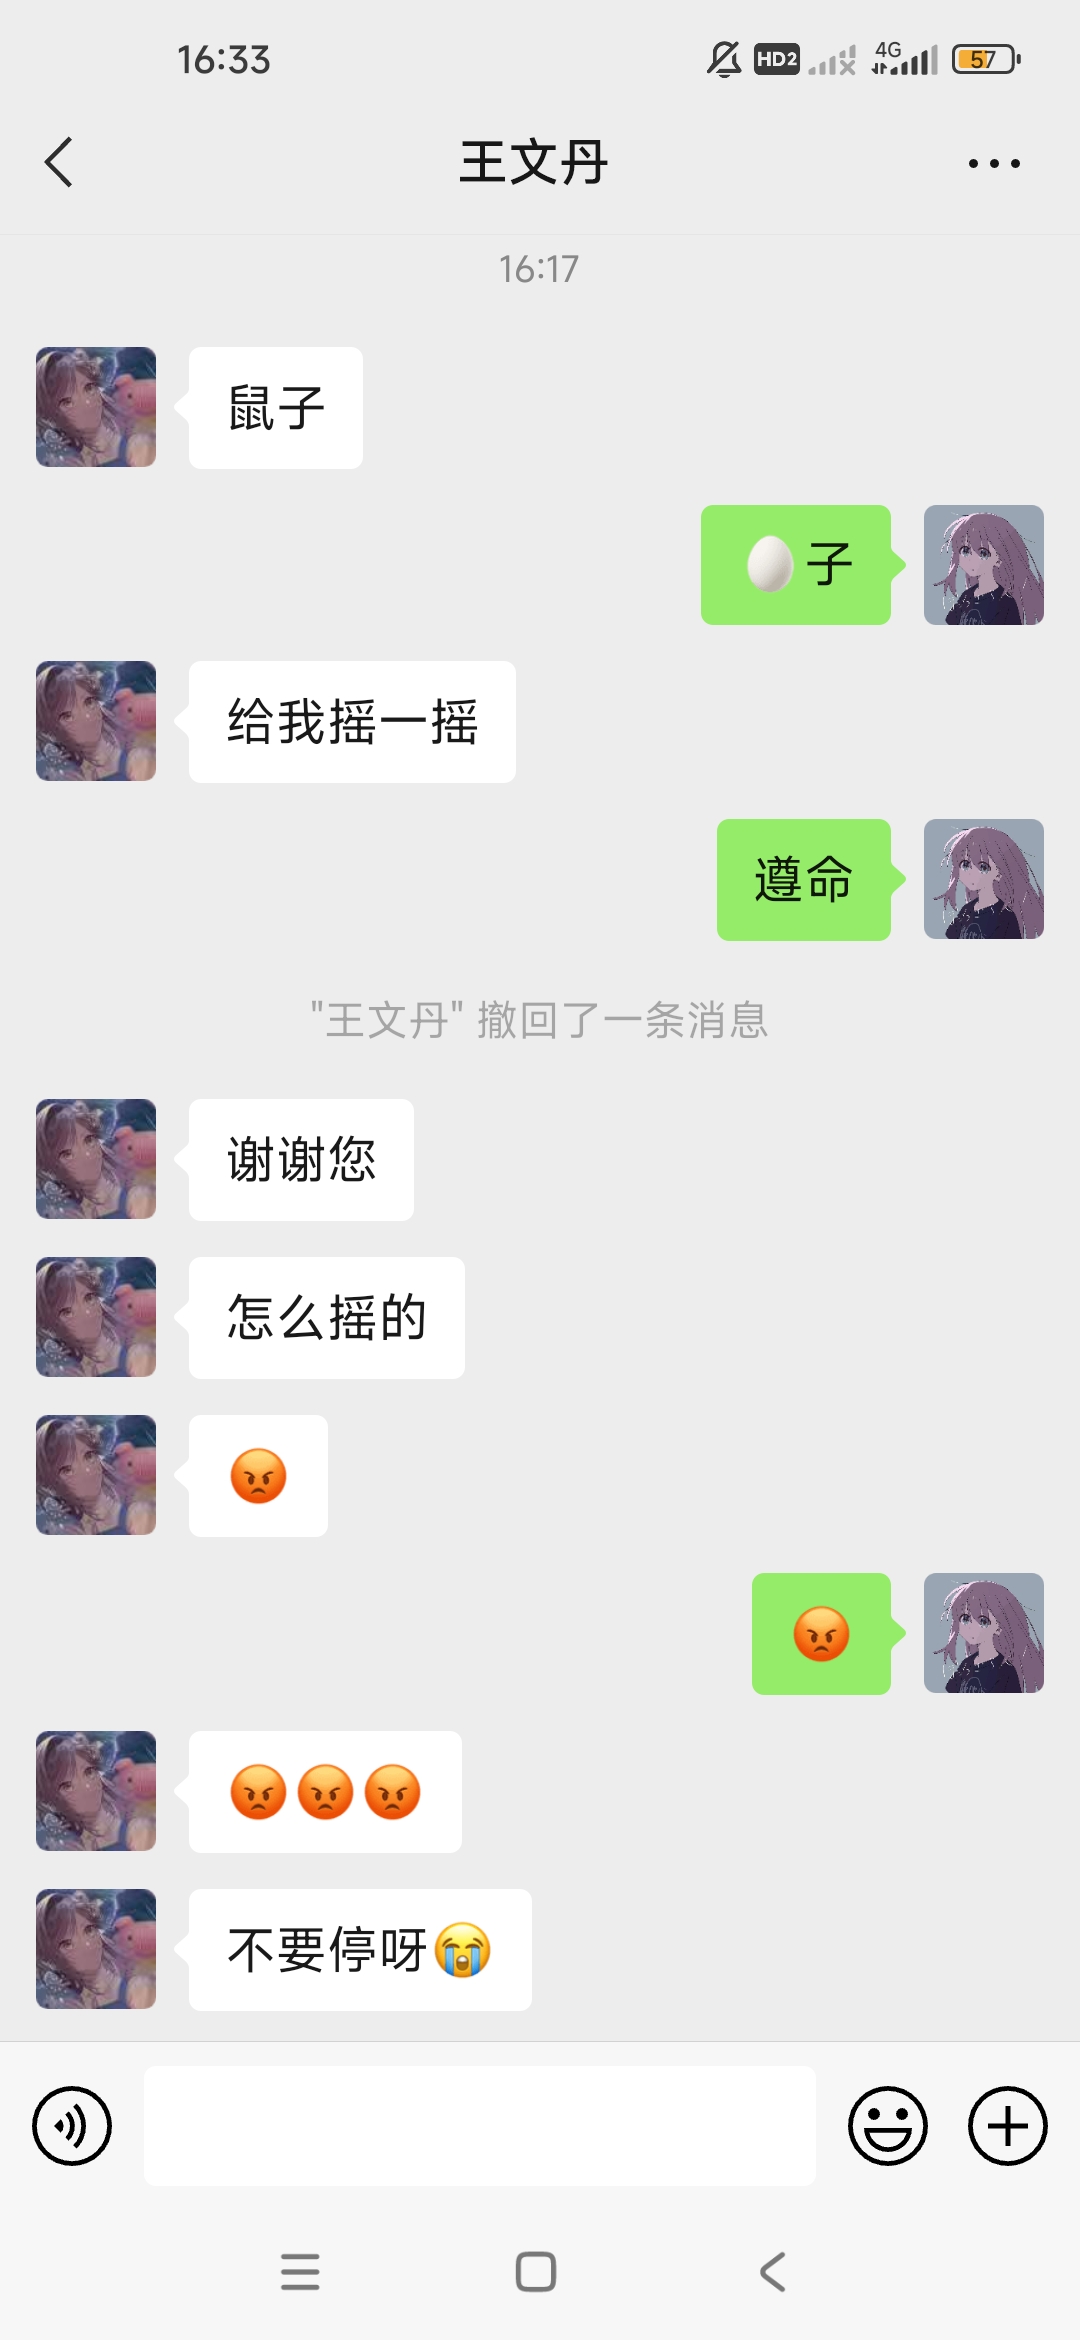 16:33
HD2
4G
57
王文丹
16:17
鼠子
🥚子
给我摇一摇
遵命
"王文丹" 撤回了一条消息
谢谢您
怎么摇的
😡
😡
😡😡😡
不要停呀😭